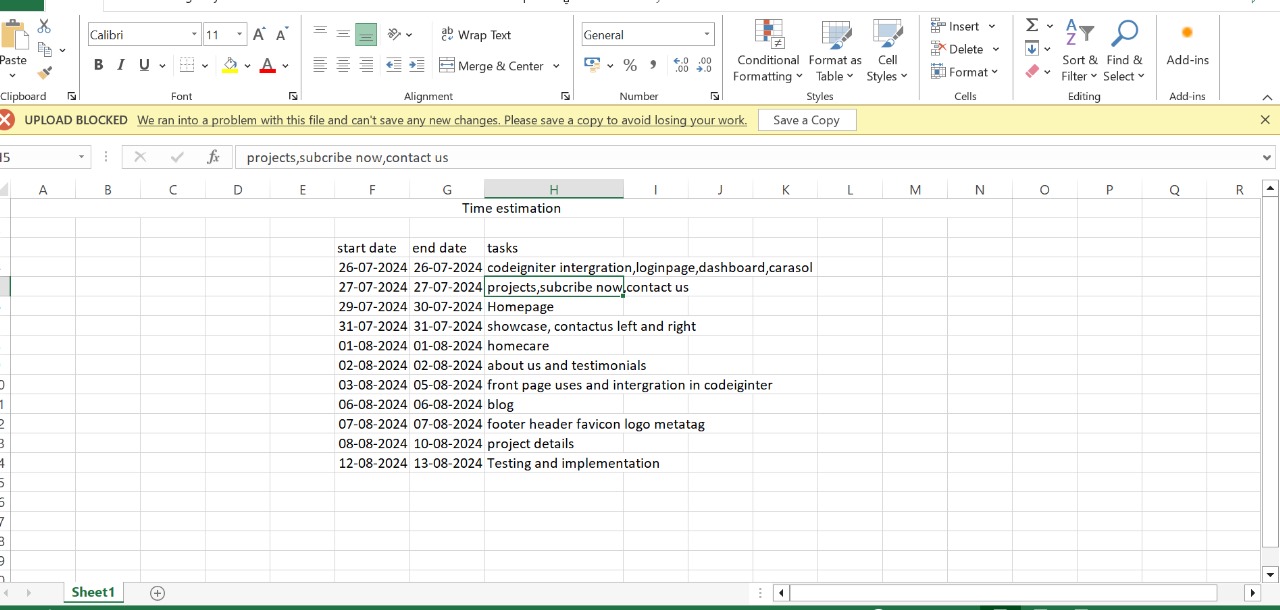 Calibri 11 A A ab Wrap Text General
Paste B I U A Merge & Center % , Conditional Formatting Format as Table Cell Styles Insert Delete Format Σ Sort & Filter Find & Select Add-ins
Clipboard Font Alignment Number Styles Cells Editing Add-ins
UPLOAD BLOCKED We ran into a problem with this file and can't save any new changes. Please save a copy to avoid losing your work. Save a Copy
fx projects,subcribe now,contact us
A B C D E F G H I J K L M N O P Q R
Time estimation
start date end date tasks
26-07-2024 26-07-2024 codeigniter intergration,loginpage,dashboard,carasol
27-07-2024 27-07-2024 projects,subcribe now,contact us
29-07-2024 30-07-2024 Homepage
31-07-2024 31-07-2024 showcase, contactus left and right
01-08-2024 01-08-2024 homecare
02-08-2024 02-08-2024 about us and testimonials
03-08-2024 05-08-2024 front page uses and intergration in codeiginter
06-08-2024 06-08-2024 blog
07-08-2024 07-08-2024 footer header favicon logo metatag
08-08-2024 10-08-2024 project details
12-08-2024 13-08-2024 Testing and implementation
Sheet1